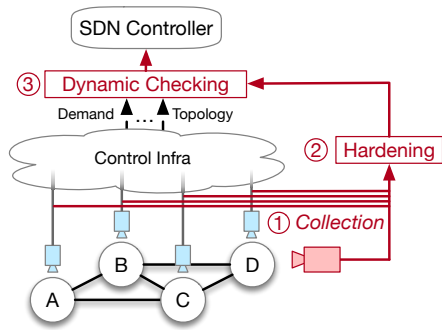 SDN Controller
③ Dynamic Checking
Demand ... Topology
Control Infra
② Hardening
① Collection
B
D
A
C